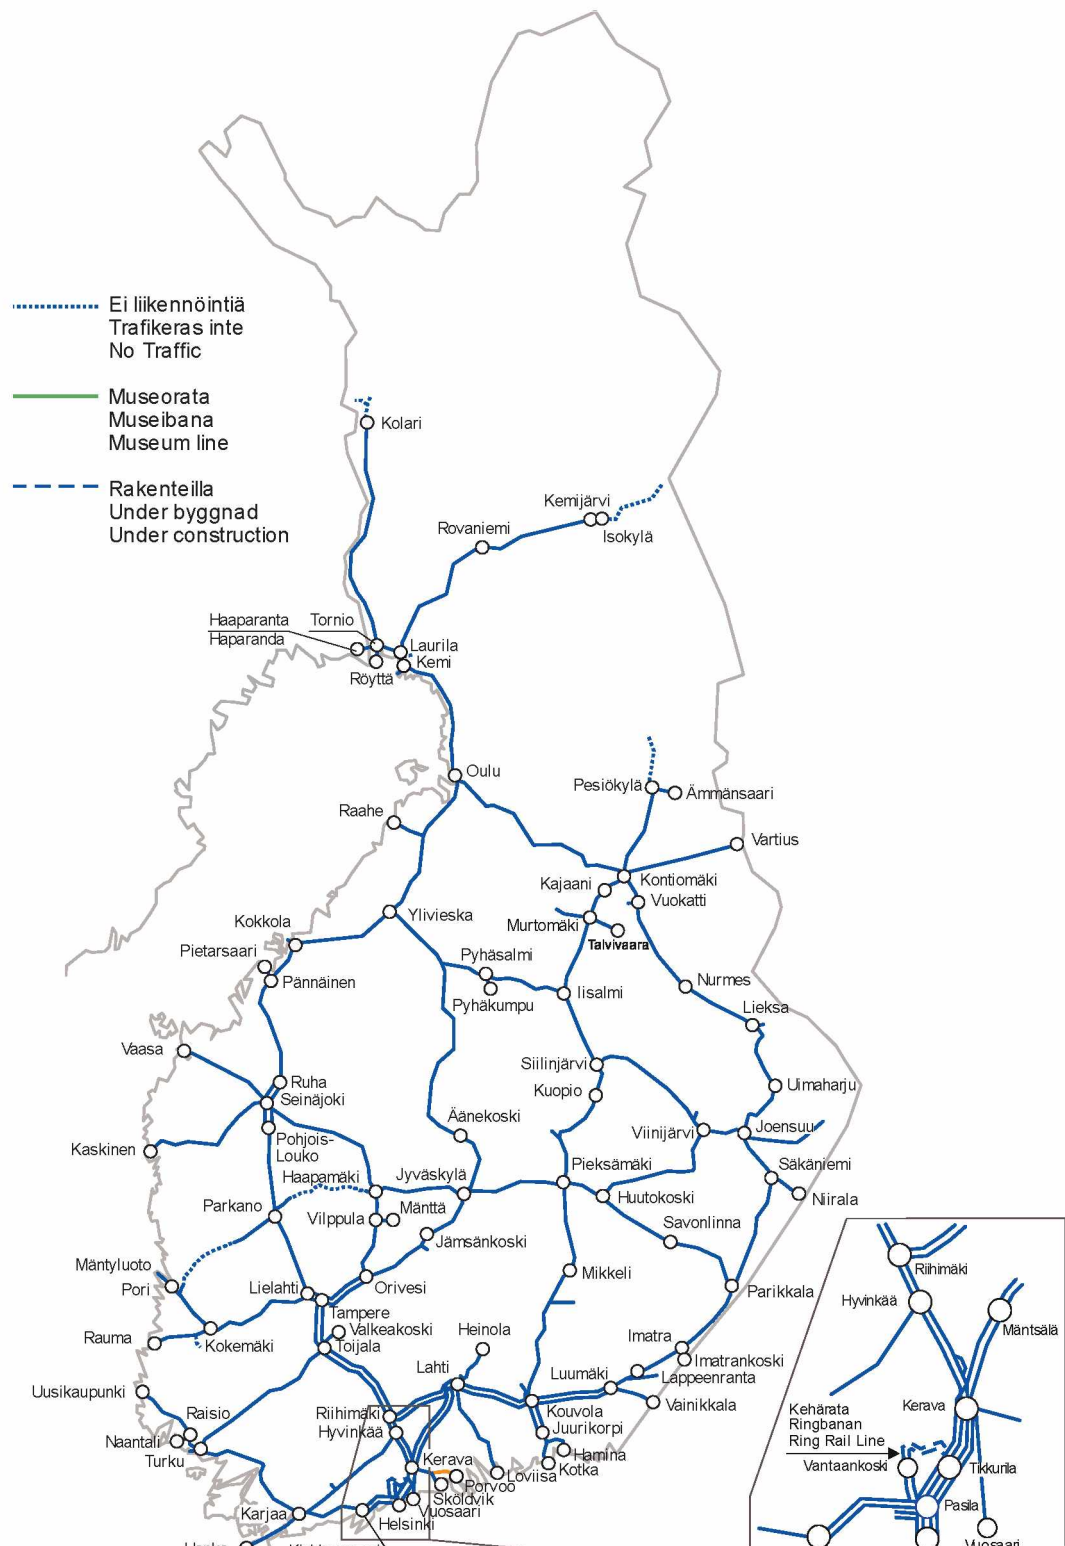 Ei liikennöintiä
Trafikeras inte
No Traffic
Museorata
Museibana
Museum line
Rakenteilla
Under byggnad
Under construction
Kolari
Kemijärvi
Isokylä
Rovaniemi
Haaparanta
Haparanda
Tornio
Laurila
Kemi
Röyttä
Oulu
Raahe
Pesiökylä
Ämmänsaari
Vartius
Kontiomäki
Kajaani
Vuokatti
Ylivieska
Murtomäki
Talvivaara
Kokkola
Pietarsaari
Pännäinen
Pyhäsalmi
Pyhäkumpu
Iisalmi
Nurmes
Lieksa
Vaasa
Siilinjärvi
Kuopio
Ruha
Seinäjoki
Uimaharju
Äänekoski
Viinijärvi
Joensuu
Kaskinen
Pohjois-
Louko
Haapamäki
Jyväskylä
Pieksämäki
Säkäniemi
Niirala
Huutokoski
Parkano
Vilppula
Mänttä
Savonlinna
Jämsänkoski
Mäntyluoto
Pori
Lielahti
Orivesi
Mikkeli
Parikkala
Tampere
Valkeakoski
Toijala
Heinola
Rauma
Kokemäki
Imatra
Imatrankoski
Lappeenranta
Luumäki
Lahti
Vainikkala
Uusikaupunki
Raisio
Naantali
Turku
Riihimäki
Hyvinkää
Kouvola
Juurikorpi
Hamina
Kotka
Kerava
Loviisa
Porvoo
Sköldvik
Vuosaari
Helsinki
Karjaa
Riihimäki
Hyvinkää
Mäntsälä
Kerava
Kehärata
Ringbanan
Ring Rail Line
Vantaankoski
Tikkurila
Pasila
Vuosaari